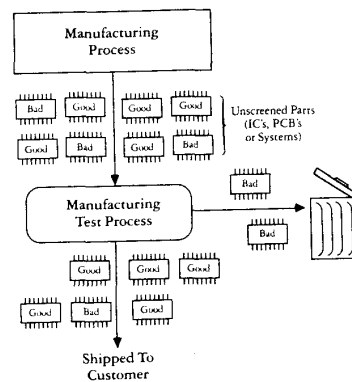 Manufacturing
Process
Bad Good Good Good
Unscreened Parts
(IC's, PCB's
or Systems)
Good Bad Good Bad
Bad
Manufacturing
Test Process
Bad
Good Good Good
Good Bad Good
Shipped To
Customer